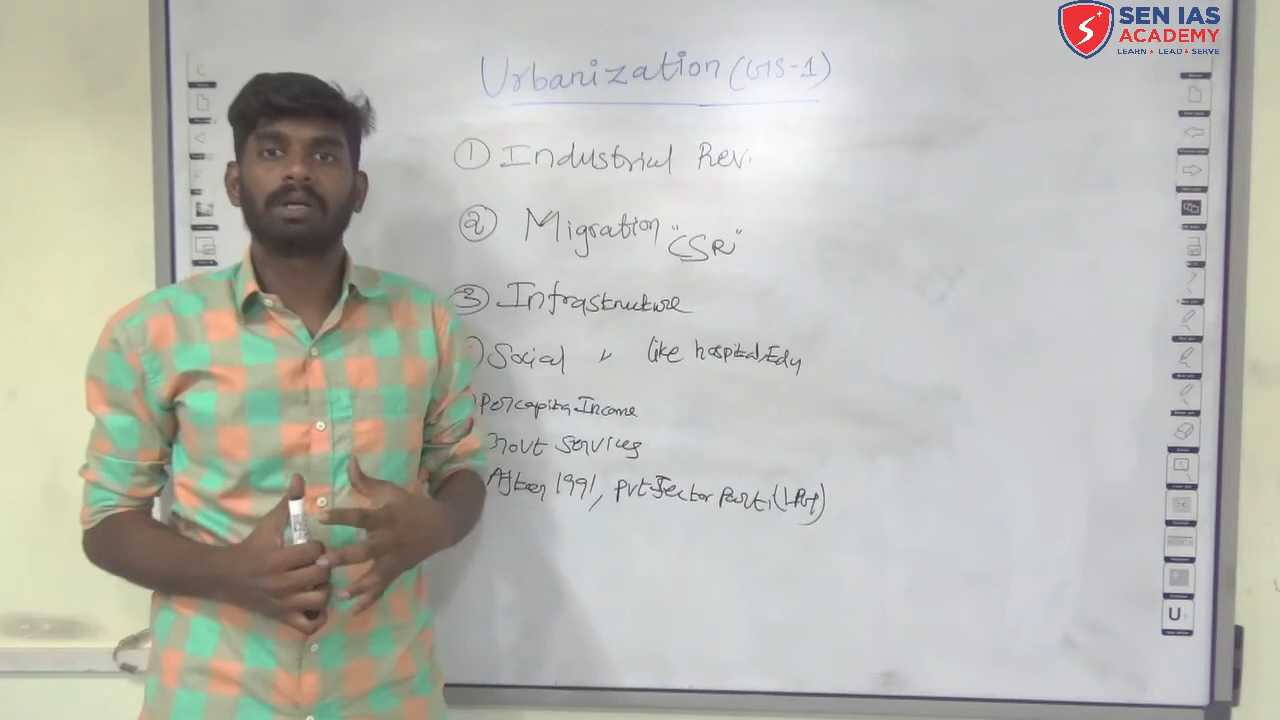 SEN IAS
ACADEMY
LEARN ★ LEAD ★ SERVE
Urbanization (GS-1)
① Industrial Rev.
② Migration "CSR"
③ Infrastructure
) Social " like hospital, Edu
) Percapita Income
Govt Services
After 1991, Pvt Sector Parti (LPG)
U